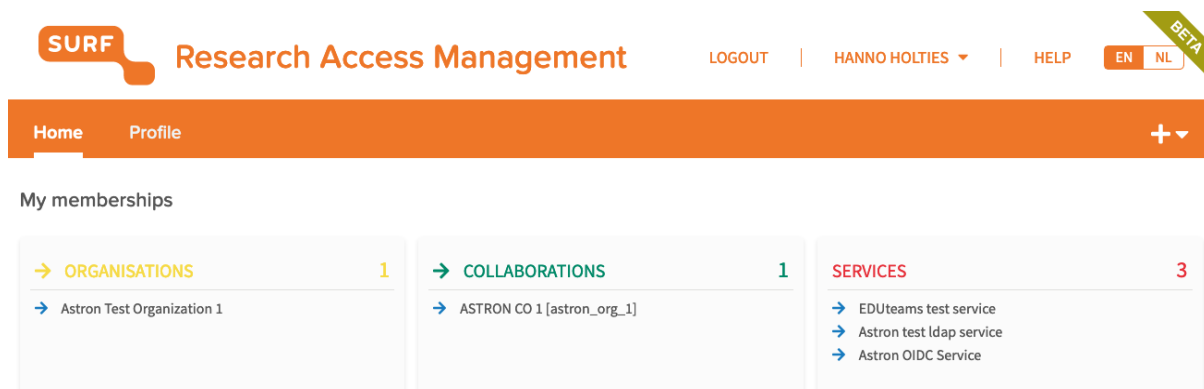 SURF
Research Access Management
LOGOUT
HANNO HOLTIES
HELP
EN NL
BETA
Home Profile
My memberships
ORGANISATIONS 1
Astron Test Organization 1
COLLABORATIONS 1
ASTRON CO 1 [astron_org_1]
SERVICES 3
EDUteams test service
Astron test ldap service
Astron OIDC Service